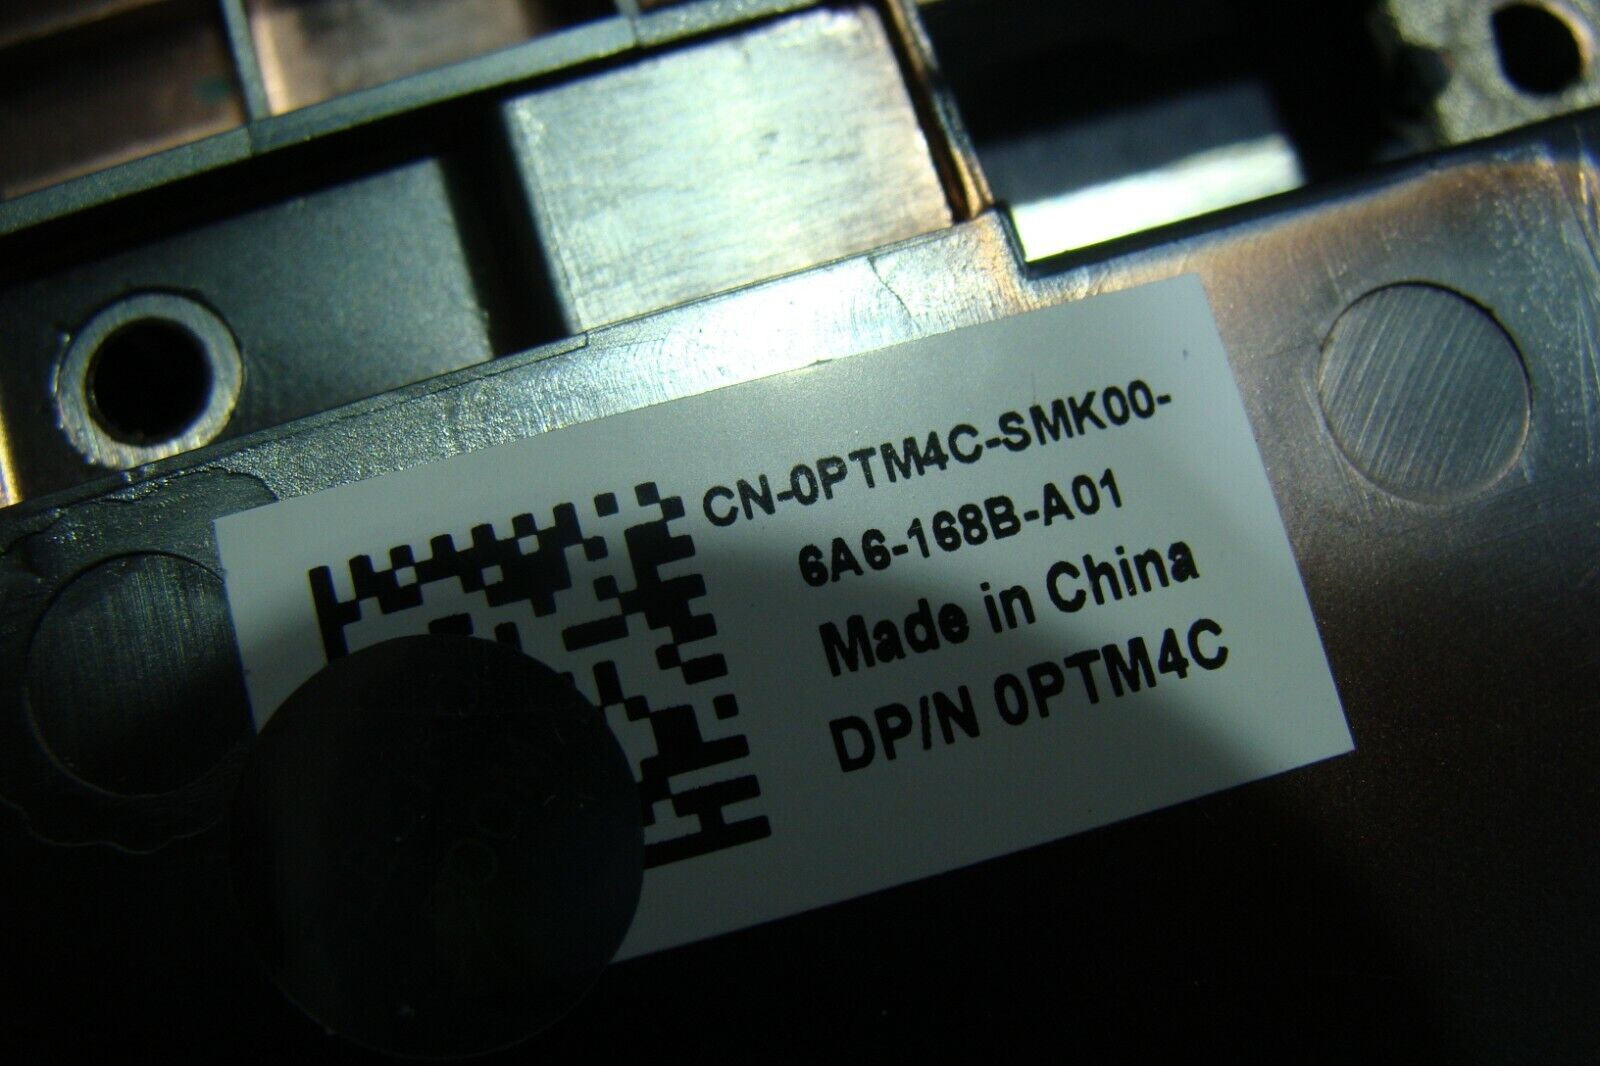 CN-0PTM4C-SMK00-
6A6-168B-A01
Made in China
DP/N 0PTM4C